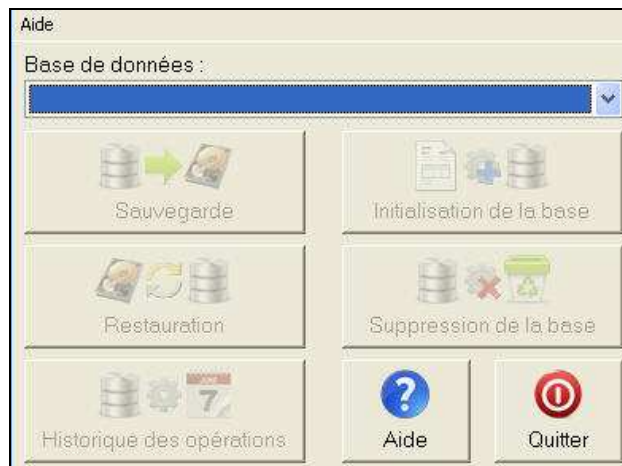 Aide
Base de données :
Sauvegarde
Initialisation de la base
Restauration
Suppression de la base
7
Historique des opérations
Aide
Quitter